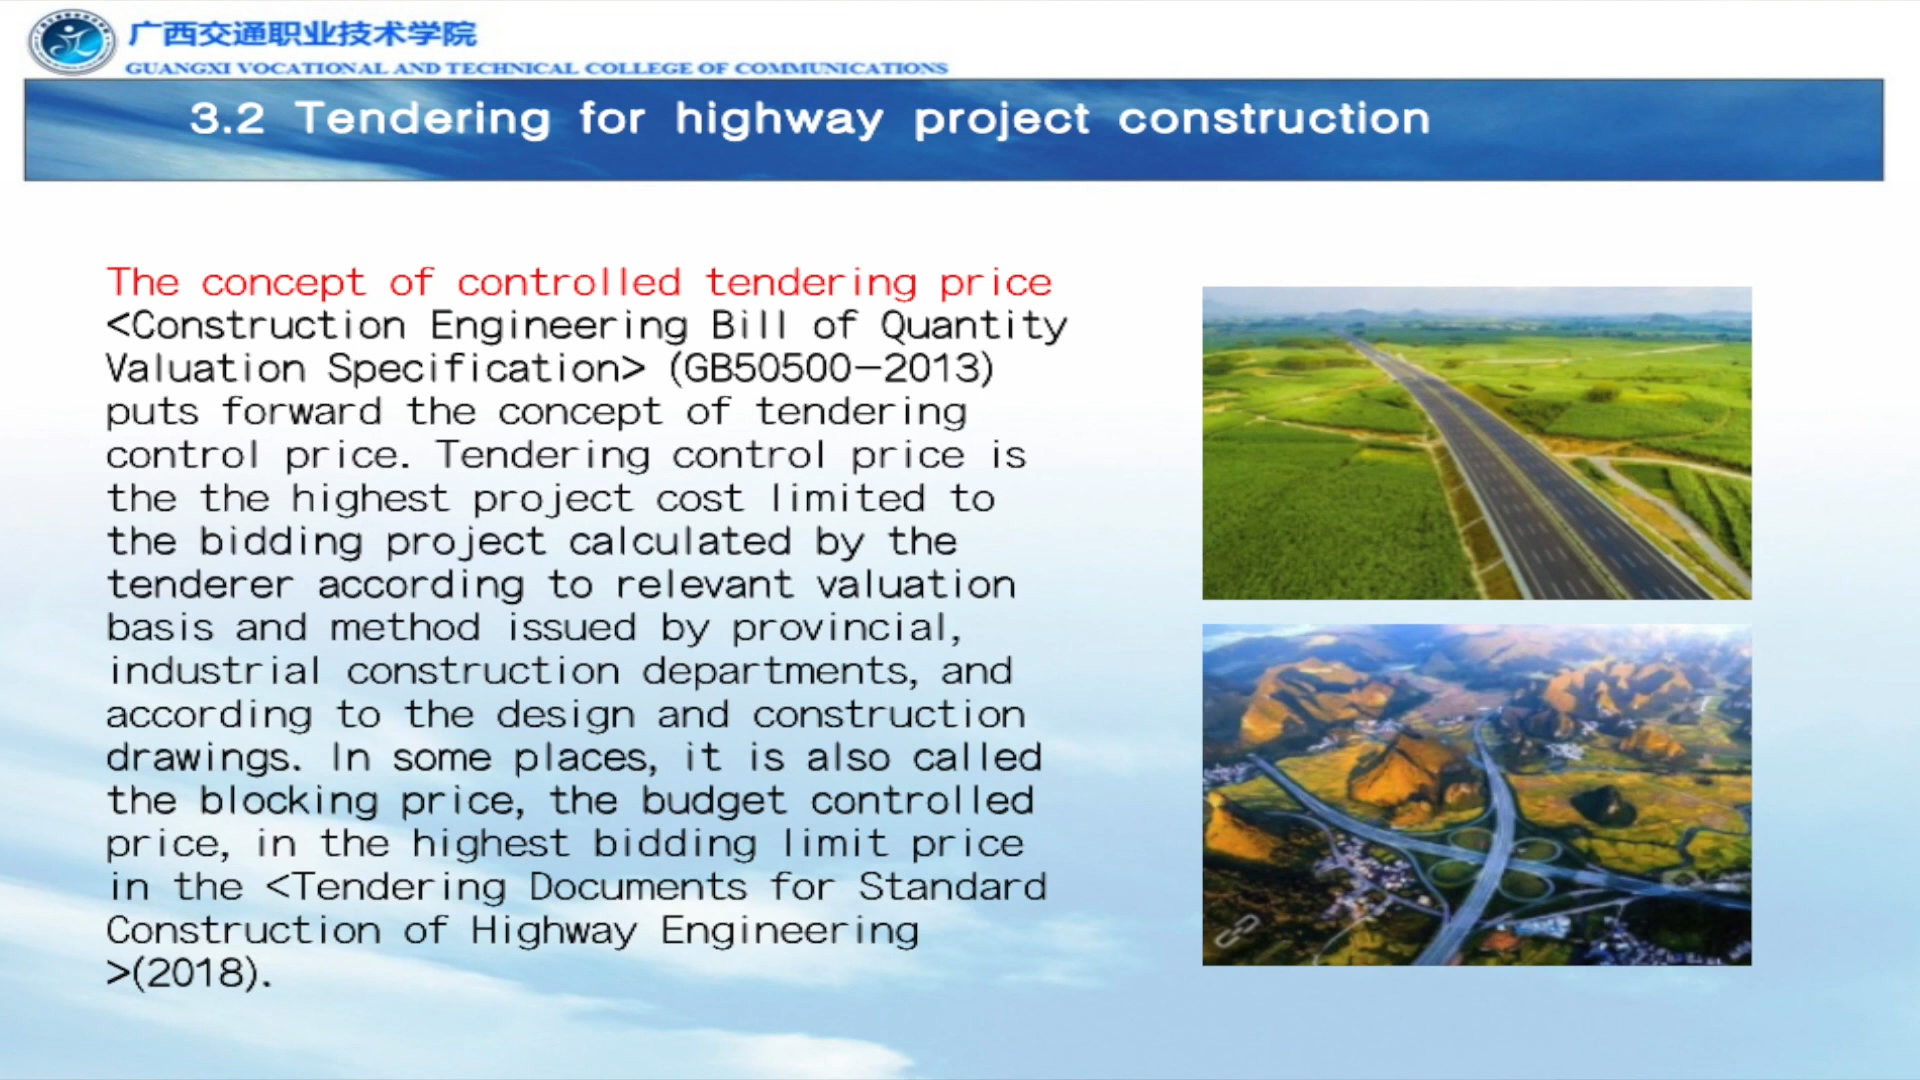 广西交通职业技术学院
GUANGXI VOCATIONAL AND TECHNICAL COLLEGE OF COMMUNICATIONS
3.2 Tendering for highway project construction
The concept of controlled tendering price
<Construction Engineering Bill of Quantity
Valuation Specification> (GB50500-2013)
puts forward the concept of tendering
control price. Tendering control price is
the the highest project cost limited to
the bidding project calculated by the
tenderer according to relevant valuation
basis and method issued by provincial,
industrial construction departments, and
according to the design and construction
drawings. In some places, it is also called
the blocking price, the budget controlled
price, in the highest bidding limit price
in the <Tendering Documents for Standard
Construction of Highway Engineering
>(2018).